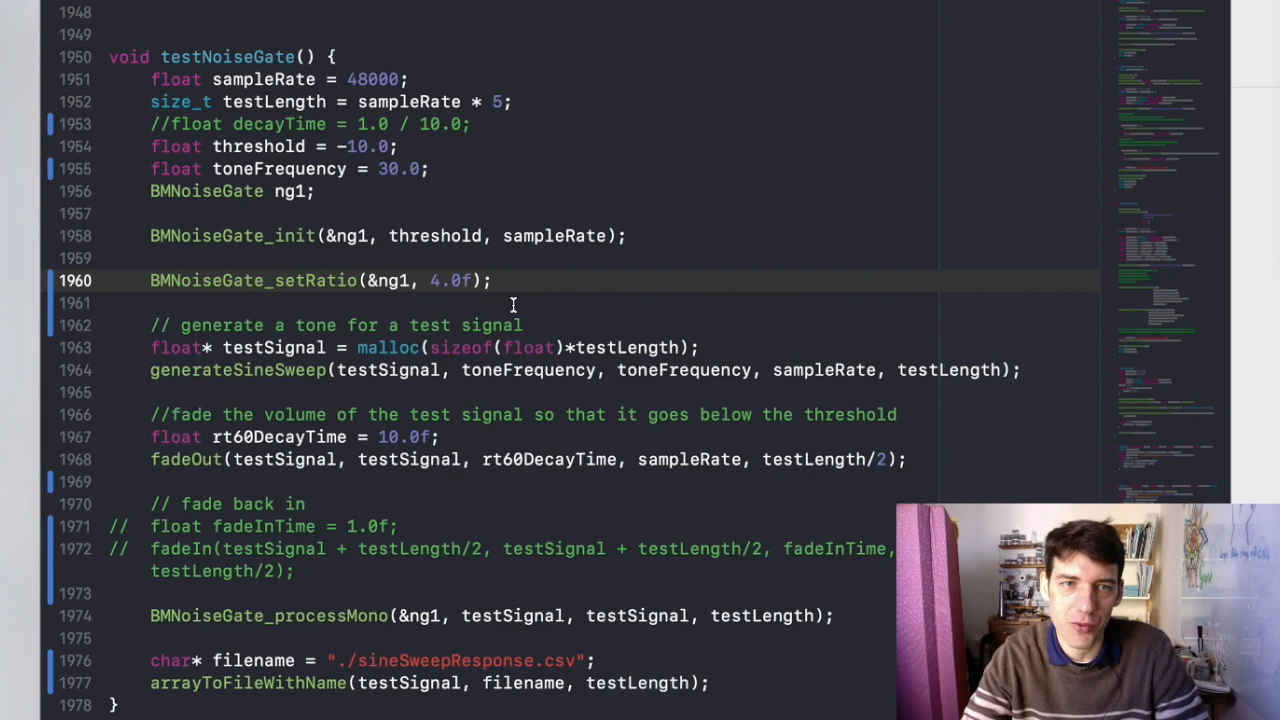 1948
1949
1950 void testNoiseGate() {
1951 float sampleRate = 48000;
1952 size_t testLength = sampleRate * 5;
1953 //float decayTime = 1.0 / 10.0;
1954 float threshold = -10.0;
1955 float toneFrequency = 30.0;
1956 BMNoiseGate ng1;
1957
1958 BMNoiseGate_init(&ng1, threshold, sampleRate);
1959
1960 BMNoiseGate_setRatio(&ng1, 4.0f);
1961
1962 // generate a tone for a test signal
1963 float* testSignal = malloc(sizeof(float)*testLength);
1964 generateSineSweep(testSignal, toneFrequency, toneFrequency, sampleRate, testLength);
1965
1966 //fade the volume of the test signal so that it goes below the threshold
1967 float rt60DecayTime = 10.0f;
1968 fadeOut(testSignal, testSignal, rt60DecayTime, sampleRate, testLength/2);
1969
1970 // fade back in
1971 // float fadeInTime = 1.0f;
1972 // fadeIn(testSignal + testLength/2, testSignal + testLength/2, fadeInTime,
testLength/2);
1973
1974 BMNoiseGate_processMono(&ng1, testSignal, testSignal, testLength);
1975
1976 char* filename = "./sineSweepResponse.csv";
1977 arrayToFileWithName(testSignal, filename, testLength);
1978 }